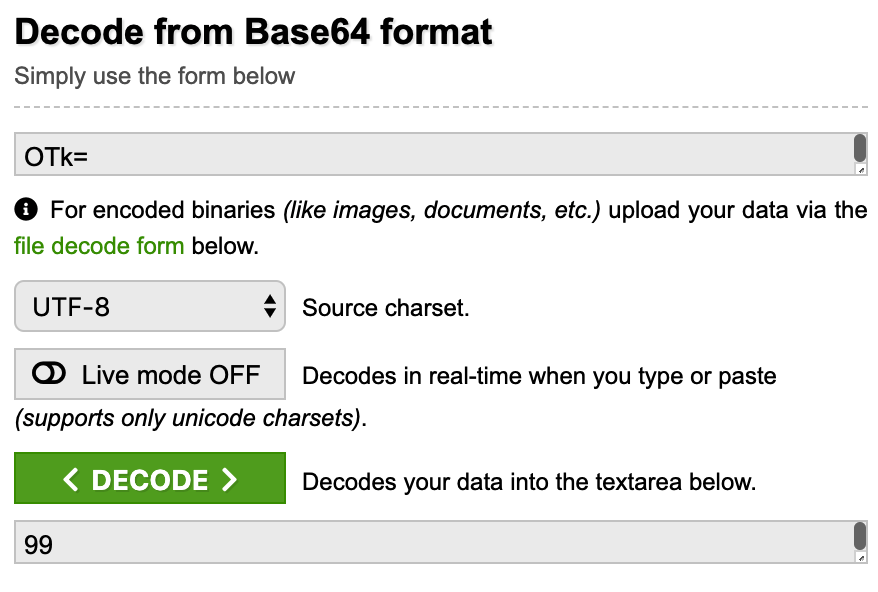 Decode from Base64 format
Simply use the form below
OTk=
For encoded binaries (like images, documents, etc.) upload your data via the
file decode form below.
UTF-8 Source charset.
Live mode OFF Decodes in real-time when you type or paste
(supports only unicode charsets).
< DECODE > Decodes your data into the textarea below.
99